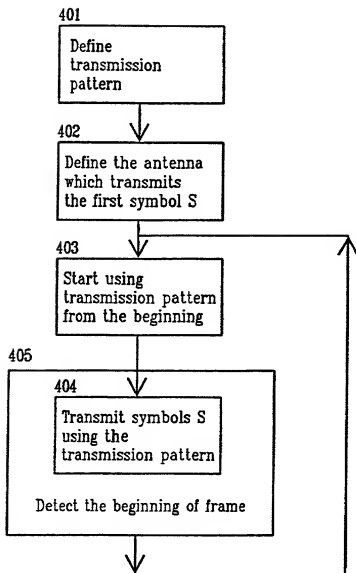 401
Define
transmission
pattern
402
Define the antenna
which transmits
the first symbol S
403
Start using
transmission pattern
from the beginning
405
404
Transmit symbols S
using the
transmission pattern
Detect the beginning of frame